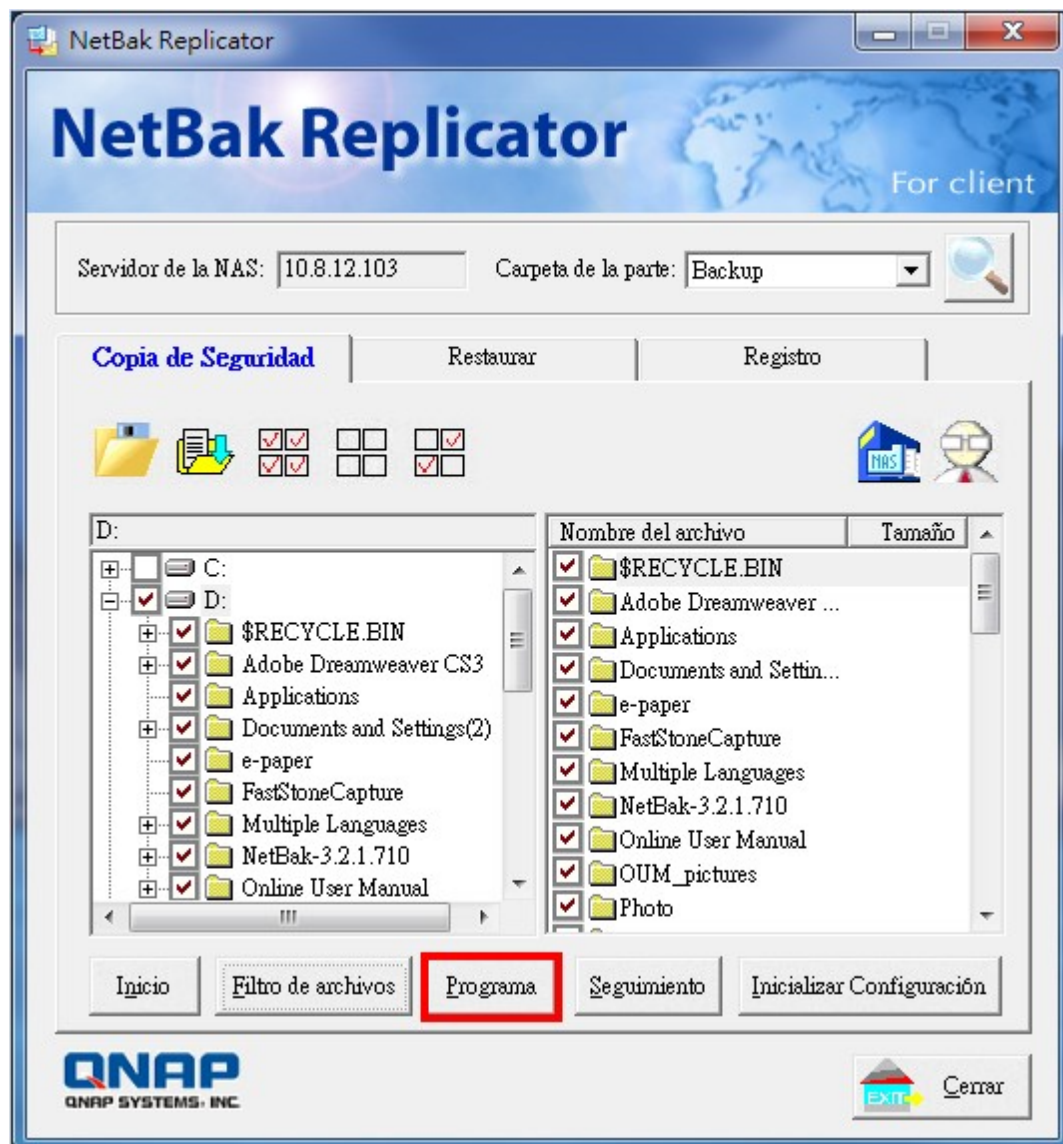 NetBak Replicator
NetBak Replicator
For client
Servidor de la NAS: 10.8.12.103 Carpeta de la parte: Backup
Copia de Seguridad Restaurar Registro
NAS
D:
C:
D:
$RECYCLE.BIN
Adobe Dreamweaver CS3
Applications
Documents and Settings(2)
e-paper
FastStoneCapture
Multiple Languages
NetBak-3.2.1.710
Online User Manual
Nombre del archivo Tamaño
$RECYCLE.BIN
Adobe Dreamweaver ...
Applications
Documents and Settin...
e-paper
FastStoneCapture
Multiple Languages
NetBak-3.2.1.710
Online User Manual
OUM_pictures
Photo
Inicio Filtro de archivos Programa Seguimiento Inicializar Configuración
QNAP
QNAP SYSTEMS, INC.
EXIT Cerrar